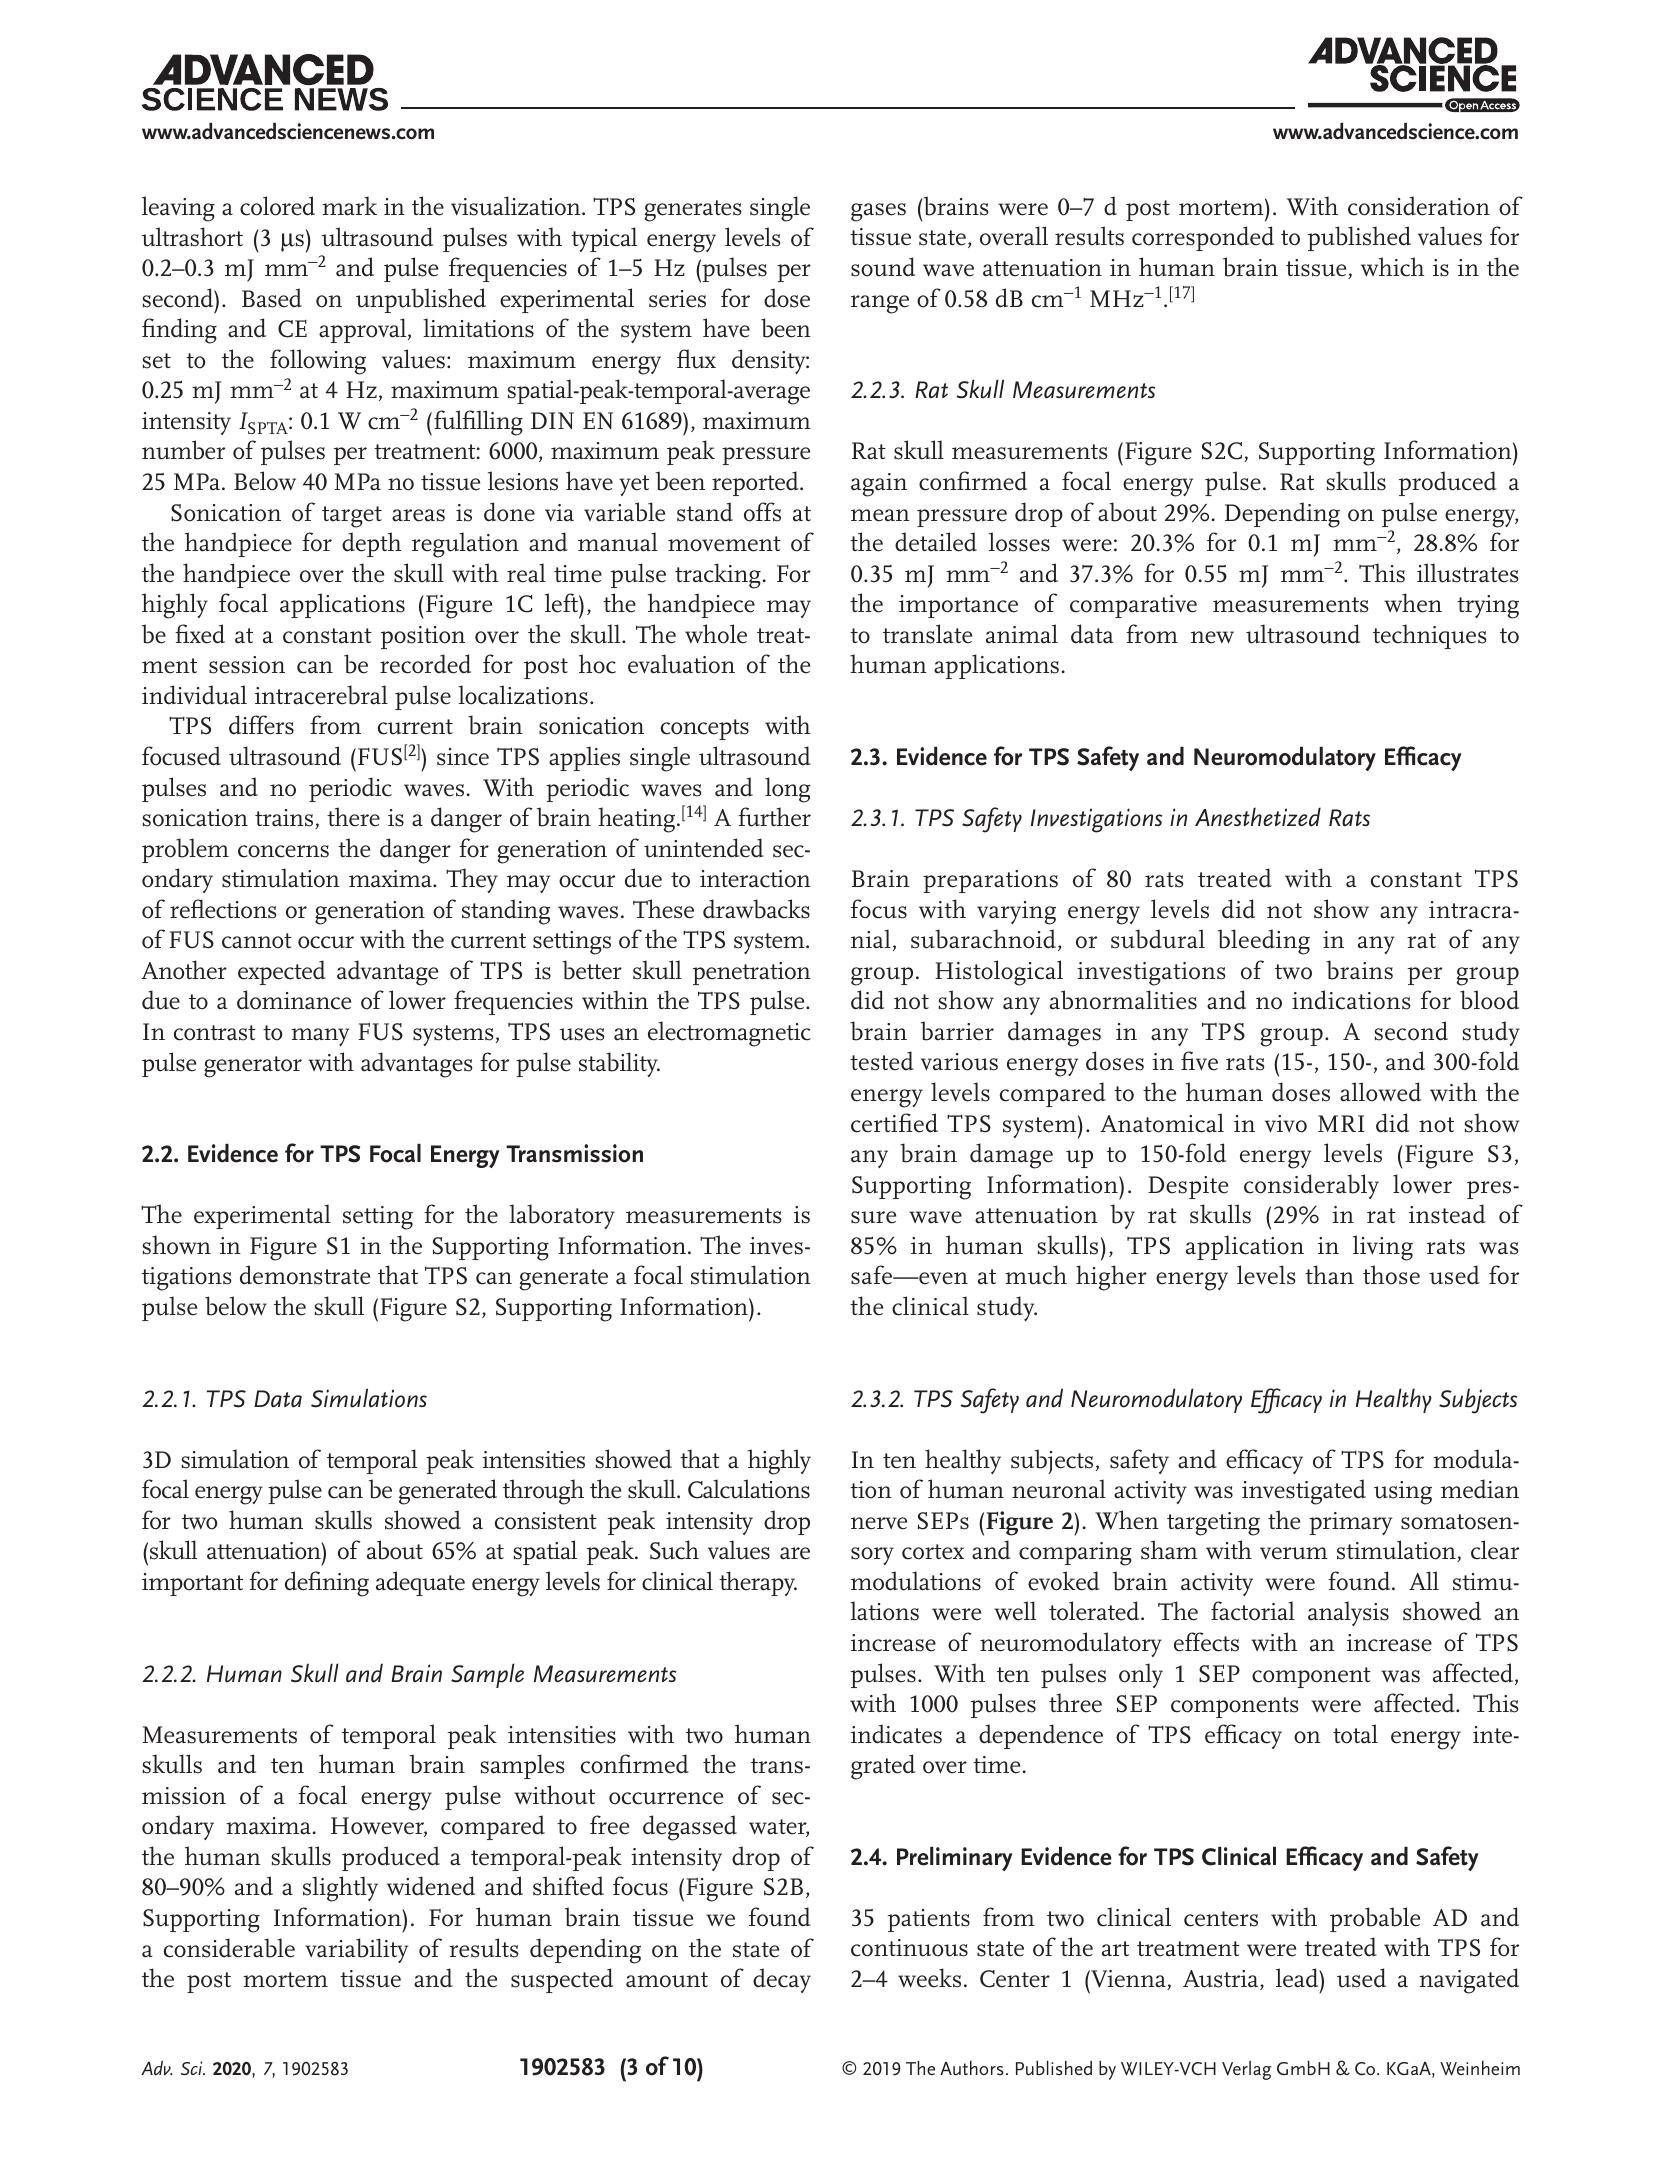 ADVANCED
SCIENCE NEWS
www.advancedsciencenews.com
ADVANCED
SCIENCE
Open Access
www.advancedscience.com
leaving a colored mark in the visualization. TPS generates single
ultrashort (3 μs) ultrasound pulses with typical energy levels of
0.2–0.3 mJ mm⁻² and pulse frequencies of 1–5 Hz (pulses per
second). Based on unpublished experimental series for dose
finding and CE approval, limitations of the system have been
set to the following values: maximum energy flux density:
0.25 mJ mm⁻² at 4 Hz, maximum spatial-peak-temporal-average
intensity I_SPTA: 0.1 W cm⁻² (fulfilling DIN EN 61689), maximum
number of pulses per treatment: 6000, maximum peak pressure
25 MPa. Below 40 MPa no tissue lesions have yet been reported.
Sonication of target areas is done via variable stand offs at
the handpiece for depth regulation and manual movement of
the handpiece over the skull with real time pulse tracking. For
highly focal applications (Figure 1C left), the handpiece may
be fixed at a constant position over the skull. The whole treat-
ment session can be recorded for post hoc evaluation of the
individual intracerebral pulse localizations.
TPS differs from current brain sonication concepts with
focused ultrasound (FUS[2]) since TPS applies single ultrasound
pulses and no periodic waves. With periodic waves and long
sonication trains, there is a danger of brain heating.[14] A further
problem concerns the danger for generation of unintended sec-
ondary stimulation maxima. They may occur due to interaction
of reflections or generation of standing waves. These drawbacks
of FUS cannot occur with the current settings of the TPS system.
Another expected advantage of TPS is better skull penetration
due to a dominance of lower frequencies within the TPS pulse.
In contrast to many FUS systems, TPS uses an electromagnetic
pulse generator with advantages for pulse stability.
2.2. Evidence for TPS Focal Energy Transmission
The experimental setting for the laboratory measurements is
shown in Figure S1 in the Supporting Information. The inves-
tigations demonstrate that TPS can generate a focal stimulation
pulse below the skull (Figure S2, Supporting Information).
2.2.1. TPS Data Simulations
3D simulation of temporal peak intensities showed that a highly
focal energy pulse can be generated through the skull. Calculations
for two human skulls showed a consistent peak intensity drop
(skull attenuation) of about 65% at spatial peak. Such values are
important for defining adequate energy levels for clinical therapy.
2.2.2. Human Skull and Brain Sample Measurements
Measurements of temporal peak intensities with two human
skulls and ten human brain samples confirmed the trans-
mission of a focal energy pulse without occurrence of sec-
ondary maxima. However, compared to free degassed water,
the human skulls produced a temporal-peak intensity drop of
80–90% and a slightly widened and shifted focus (Figure S2B,
Supporting Information). For human brain tissue we found
a considerable variability of results depending on the state of
the post mortem tissue and the suspected amount of decay
gases (brains were 0–7 d post mortem). With consideration of
tissue state, overall results corresponded to published values for
sound wave attenuation in human brain tissue, which is in the
range of 0.58 dB cm⁻¹ MHz⁻¹.[17]
2.2.3. Rat Skull Measurements
Rat skull measurements (Figure S2C, Supporting Information)
again confirmed a focal energy pulse. Rat skulls produced a
mean pressure drop of about 29%. Depending on pulse energy,
the detailed losses were: 20.3% for 0.1 mJ mm⁻², 28.8% for
0.35 mJ mm⁻² and 37.3% for 0.55 mJ mm⁻². This illustrates
the importance of comparative measurements when trying
to translate animal data from new ultrasound techniques to
human applications.
2.3. Evidence for TPS Safety and Neuromodulatory Efficacy
2.3.1. TPS Safety Investigations in Anesthetized Rats
Brain preparations of 80 rats treated with a constant TPS
focus with varying energy levels did not show any intracra-
nial, subarachnoid, or subdural bleeding in any rat of any
group. Histological investigations of two brains per group
did not show any abnormalities and no indications for blood
brain barrier damages in any TPS group. A second study
tested various energy doses in five rats (15-, 150-, and 300-fold
energy levels compared to the human doses allowed with the
certified TPS system). Anatomical in vivo MRI did not show
any brain damage up to 150-fold energy levels (Figure S3,
Supporting Information). Despite considerably lower pres-
sure wave attenuation by rat skulls (29% in rat instead of
85% in human skulls), TPS application in living rats was
safe—even at much higher energy levels than those used for
the clinical study.
2.3.2. TPS Safety and Neuromodulatory Efficacy in Healthy Subjects
In ten healthy subjects, safety and efficacy of TPS for modula-
tion of human neuronal activity was investigated using median
nerve SEPs (Figure 2). When targeting the primary somatosen-
sory cortex and comparing sham with verum stimulation, clear
modulations of evoked brain activity were found. All stimu-
lations were well tolerated. The factorial analysis showed an
increase of neuromodulatory effects with an increase of TPS
pulses. With ten pulses only 1 SEP component was affected,
with 1000 pulses three SEP components were affected. This
indicates a dependence of TPS efficacy on total energy inte-
grated over time.
2.4. Preliminary Evidence for TPS Clinical Efficacy and Safety
35 patients from two clinical centers with probable AD and
continuous state of the art treatment were treated with TPS for
2–4 weeks. Center 1 (Vienna, Austria, lead) used a navigated
Adv. Sci. 2020, 7, 1902583
1902583 (3 of 10)
© 2019 The Authors. Published by WILEY-VCH Verlag GmbH & Co. KGaA, Weinheim